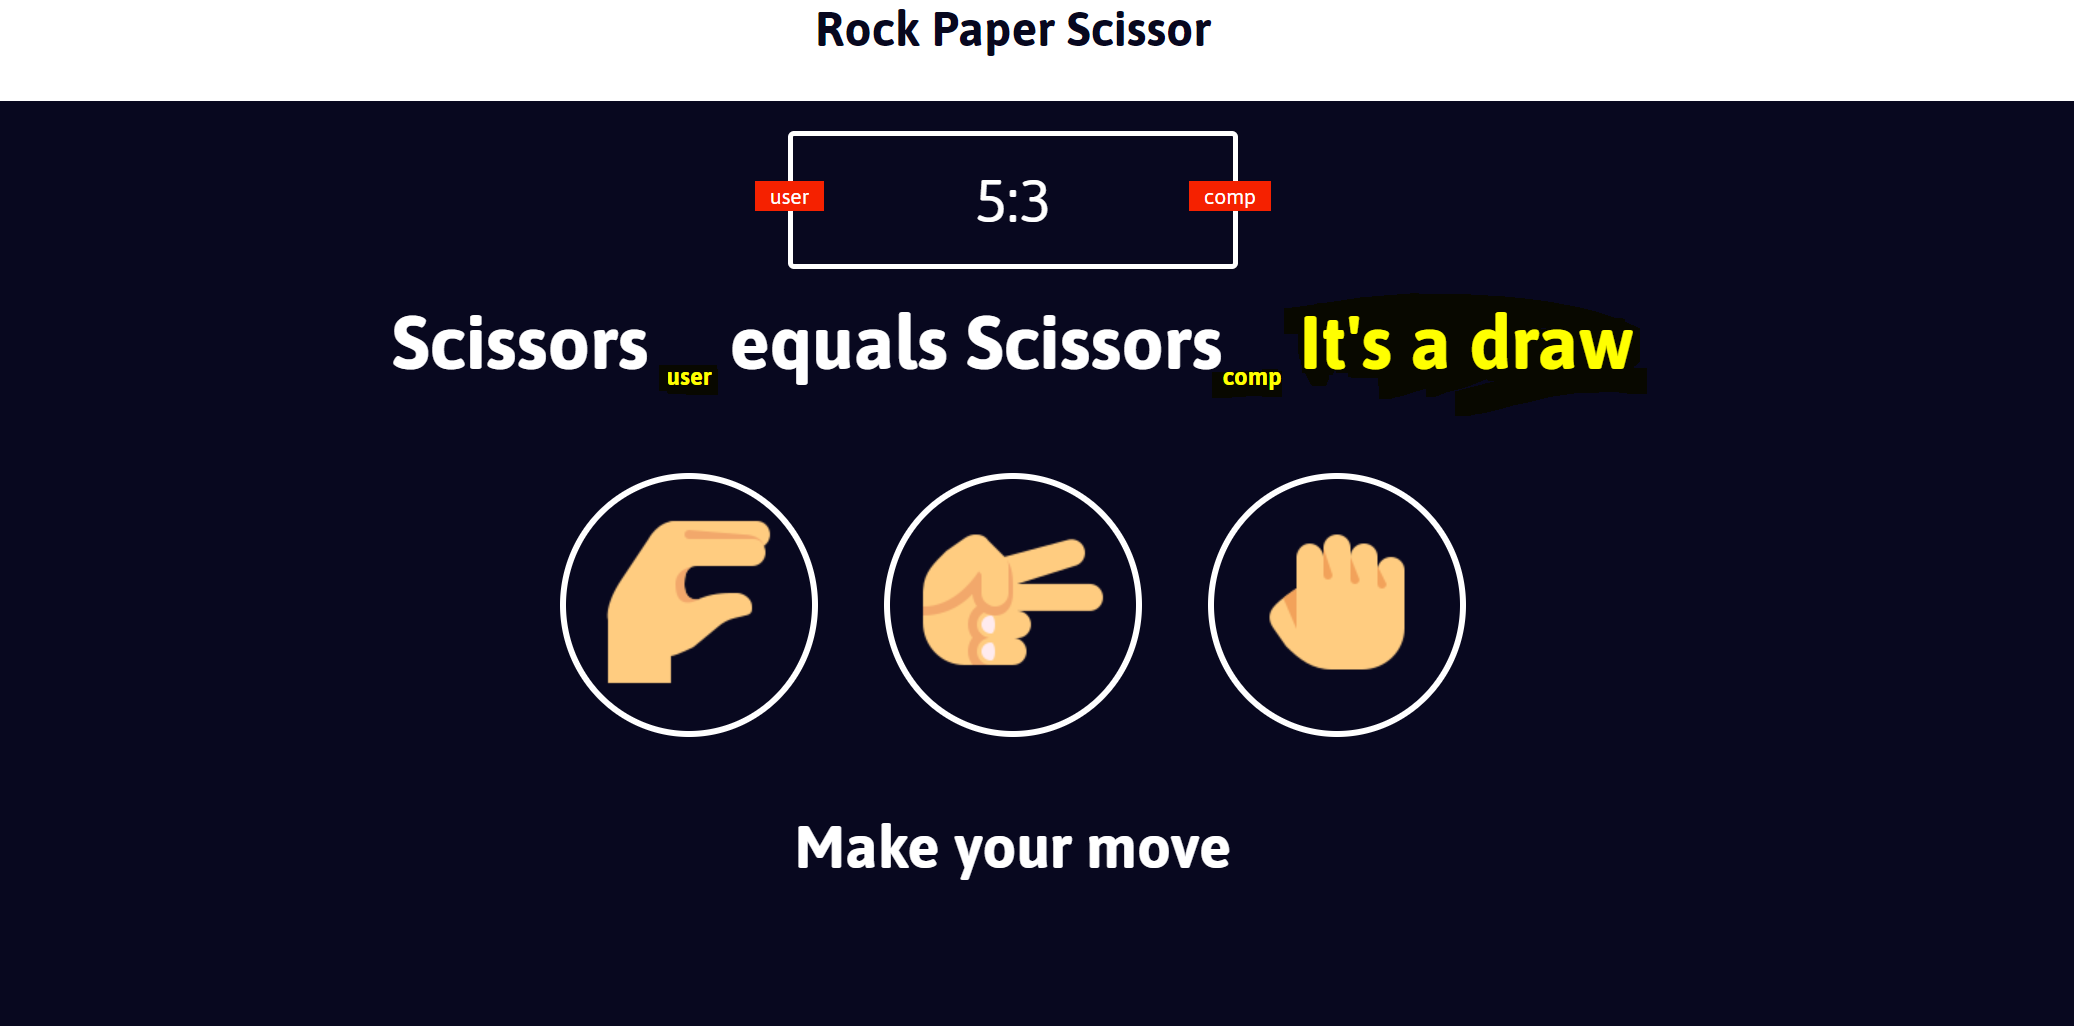 Rock Paper Scissor
user 5:3 comp
Scissors user equals Scissors comp It's a draw
Make your move